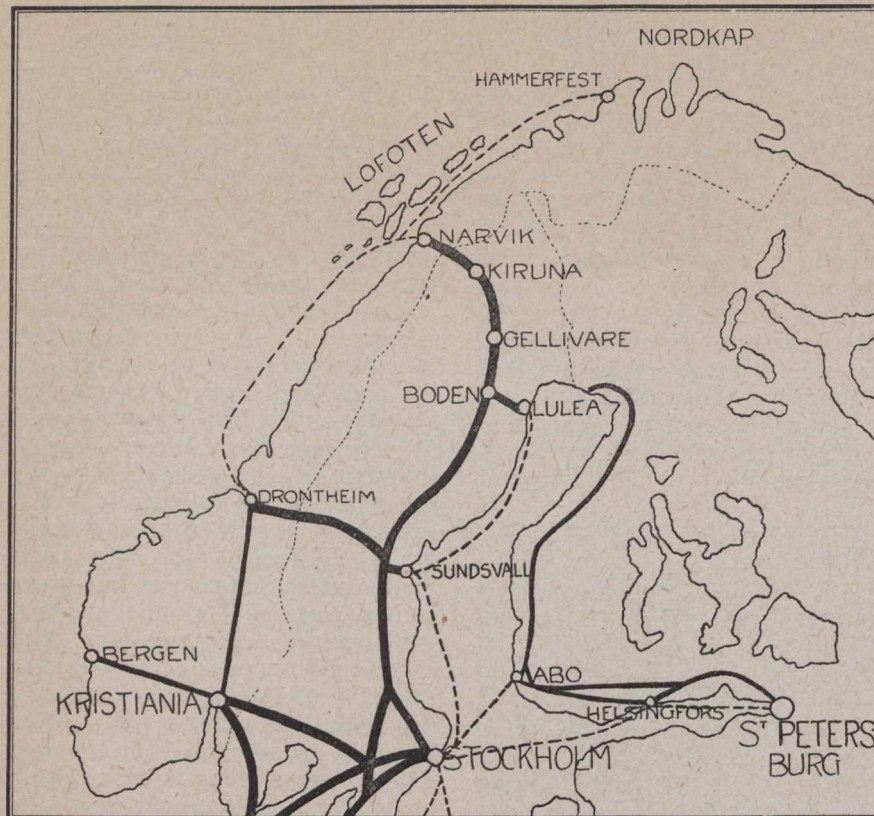 NORDKAP
HAMMERFEST
LOFOTEN
NARVIK
KIRUNA
GELLIVARE
BODEN
LULEA
DRONTHEIM
SUNDSVALL
BERGEN
ABO
KRISTIANIA
HELSINGFORS
ST PETERS
BURG
STOCKHOLM